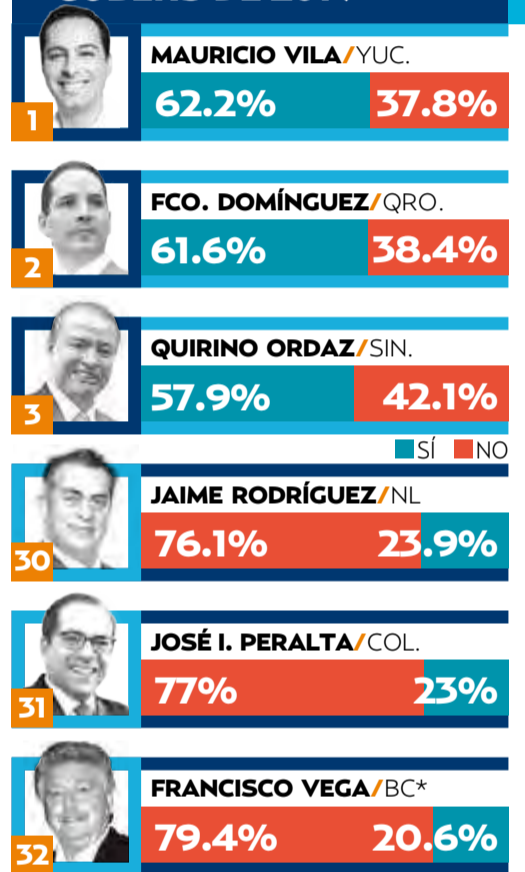 MAURICIO VILA/YUC.
62.2% 37.8%
1
FCO. DOMÍNGUEZ/QRO.
61.6% 38.4%
2
QUIRINO ORDAZ/SIN.
57.9% 42.1%
3
SÍ NO
JAIME RODRÍGUEZ/NL
76.1% 23.9%
30
JOSÉ I. PERALTA/COL.
77% 23%
31
FRANCISCO VEGA/BC*
79.4% 20.6%
32